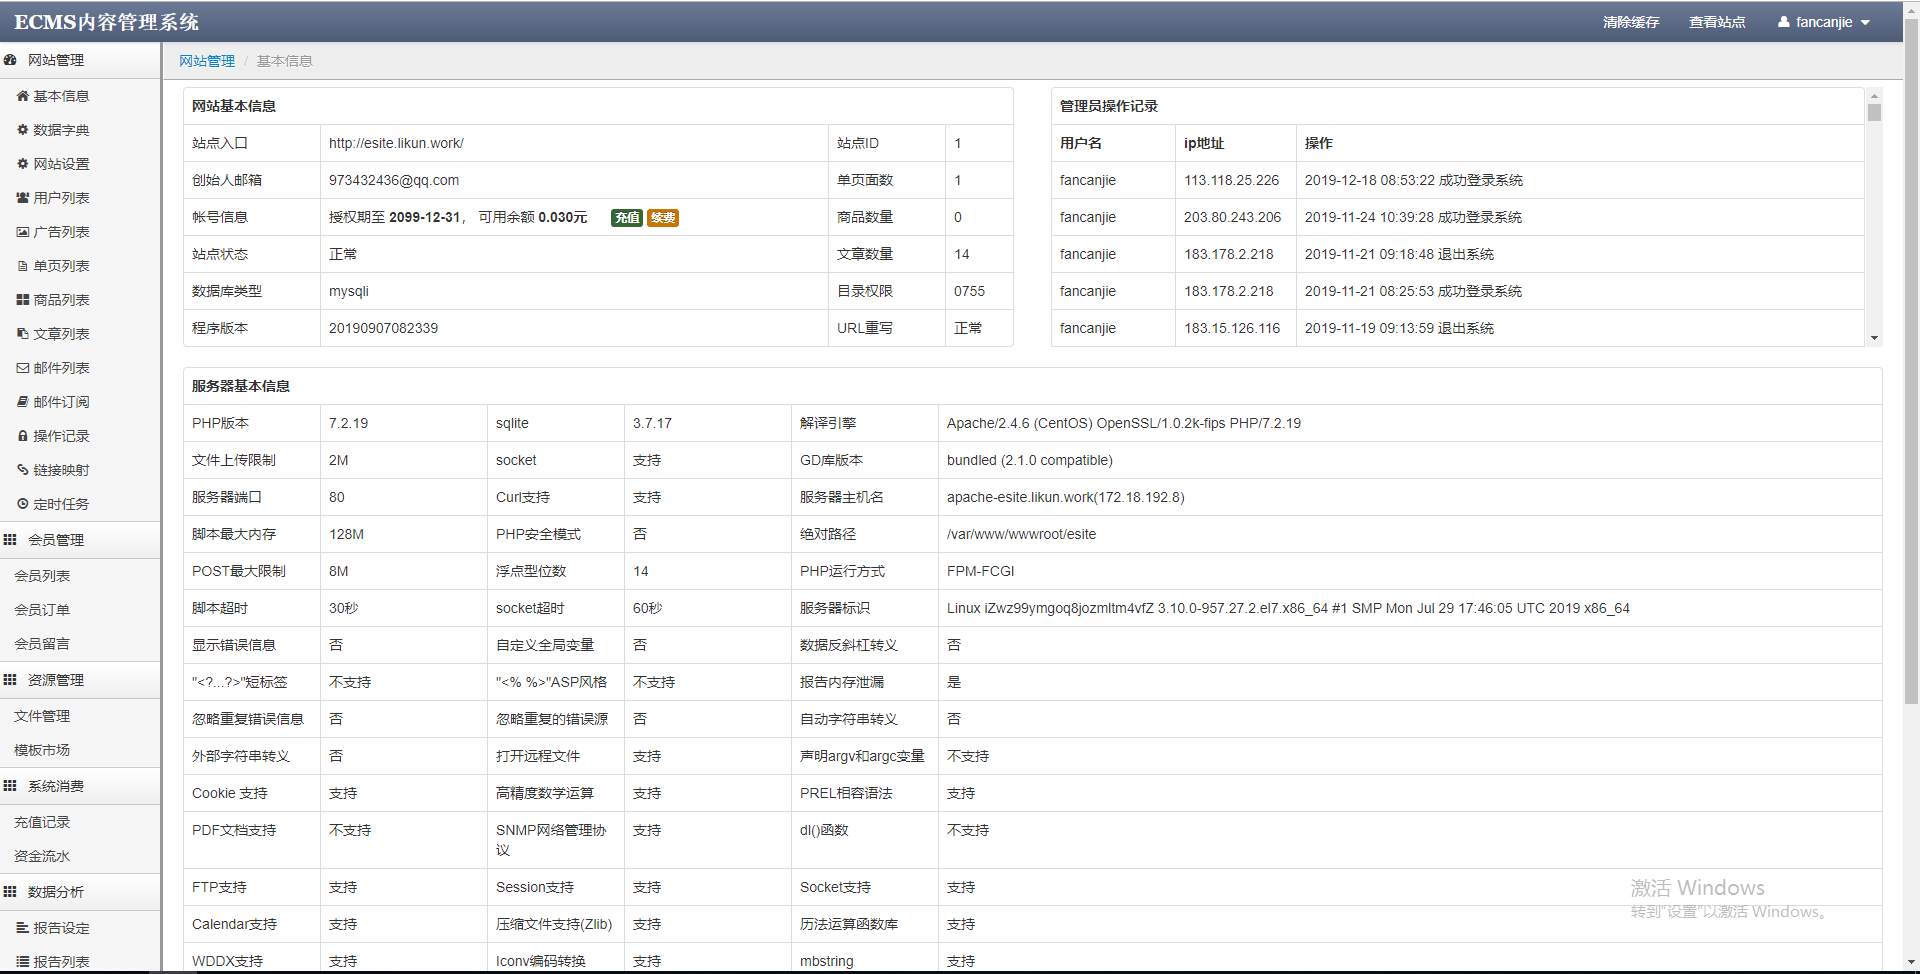 ECMS内容管理系统
清除缓存 查看站点 fancanjie
网站管理
基本信息
数据字典
网站设置
用户列表
广告列表
单页列表
商品列表
文章列表
邮件列表
邮件订阅
操作记录
链接映射
定时任务
会员管理
会员列表
会员订单
会员留言
资源管理
文件管理
模板市场
系统消费
充值记录
资金流水
数据分析
报告设定
报告列表
网站管理 / 基本信息
网站基本信息
站点入口 http://esite.likun.work/ 站点ID 1
创始人邮箱 973432436@qq.com 单页面数 1
帐号信息 授权期至 2099-12-31， 可用余额 0.030元 充值 续费 商品数量 0
站点状态 正常 文章数量 14
数据库类型 mysqli 目录权限 0755
程序版本 20190907082339 URL重写 正常
管理员操作记录
用户名 ip地址 操作
fancanjie 113.118.25.226 2019-12-18 08:53:22 成功登录系统
fancanjie 203.80.243.206 2019-11-24 10:39:28 成功登录系统
fancanjie 183.178.2.218 2019-11-21 09:18:48 退出系统
fancanjie 183.178.2.218 2019-11-21 08:25:53 成功登录系统
fancanjie 183.15.126.116 2019-11-19 09:13:59 退出系统
服务器基本信息
PHP版本 7.2.19 sqlite 3.7.17 解译引擎 Apache/2.4.6 (CentOS) OpenSSL/1.0.2k-fips PHP/7.2.19
文件上传限制 2M socket 支持 GD库版本 bundled (2.1.0 compatible)
服务器端口 80 Curl支持 支持 服务器主机名 apache-esite.likun.work(172.18.192.8)
脚本最大内存 128M PHP安全模式 否 绝对路径 /var/www/wwwroot/esite
POST最大限制 8M 浮点型位数 14 PHP运行方式 FPM-FCGI
脚本超时 30秒 socket超时 60秒 服务器标识 Linux iZwz99ymgoq8jozmltm4vfZ 3.10.0-957.27.2.el7.x86_64 #1 SMP Mon Jul 29 17:46:05 UTC 2019 x86_64
显示错误信息 否 自定义全局变量 否 数据反斜杠转义 否
"<?...?>"短标签 不支持 "<% %>"ASP风格 不支持 报告内存泄漏 是
忽略重复错误信息 否 忽略重复的错误源 否 自动字符串转义 否
外部字符串转义 否 打开远程文件 支持 声明argv和argc变量 不支持
Cookie 支持 支持 高精度数学运算 支持 PREL相容语法 支持
PDF文档支持 不支持 SNMP网络管理协议 支持 dl()函数 不支持
FTP支持 支持 Session支持 支持 Socket支持 支持
Calendar支持 支持 压缩文件支持(Zlib) 支持 历法运算函数库 支持
WDDX支持 支持 Iconv编码转换 支持 mbstring 支持
激活 Windows
转到"设置"以激活 Windows。